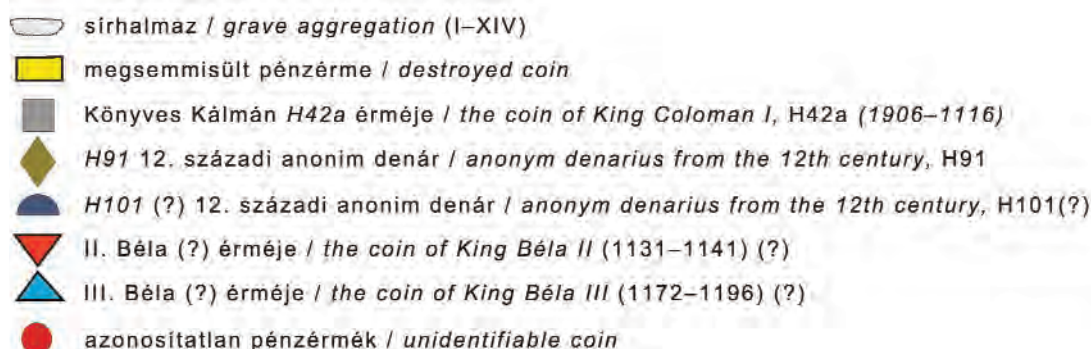 sírhalmaz / grave aggregation (I–XIV)
megsemmisült pénzérme / destroyed coin
Könyves Kálmán H42a érméje / the coin of King Coloman I, H42a (1906–1116)
H91 12. századi anonim denár / anonym denarius from the 12th century, H91
H101 (?) 12. századi anonim denár / anonym denarius from the 12th century, H101(?)
II. Béla (?) érméje / the coin of King Béla II (1131–1141) (?)
III. Béla (?) érméje / the coin of King Béla III (1172–1196) (?)
azonosítatlan pénzérmék / unidentifiable coin